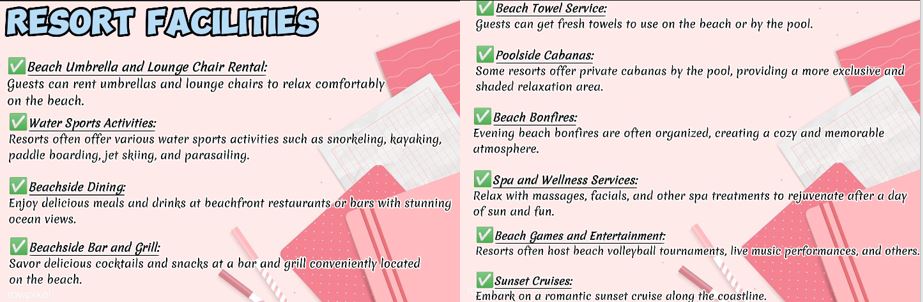 RESORT FACILITIES
Beach Umbrella and Lounge Chair Rental:
Guests can rent umbrellas and lounge chairs to relax comfortably
on the beach.
Water Sports Activities:
Resorts often offer various water sports activities such as snorkeling, kayaking,
paddle boarding, jet skiing, and parasailing.
Beachside Dining:
Enjoy delicious meals and drinks at beachfront restaurants or bars with stunning
ocean views.
Beachside Bar and Grill:
Savor delicious cocktails and snacks at a bar and grill conveniently located
on the beach.
Beach Towel Service:
Guests can get fresh towels to use on the beach or by the pool.
Poolside Cabanas:
Some resorts offer private cabanas by the pool, providing a more exclusive and
shaded relaxation area.
Beach Bonfires:
Evening beach bonfires are often organized, creating a cozy and memorable
atmosphere.
Spa and Wellness Services:
Relax with massages, facials, and other spa treatments to rejuvenate after a day
of sun and fun.
Beach Games and Entertainment:
Resorts often host beach volleyball tournaments, live music performances, and others.
Sunset Cruises:
Embark on a romantic sunset cruise along the coastline.